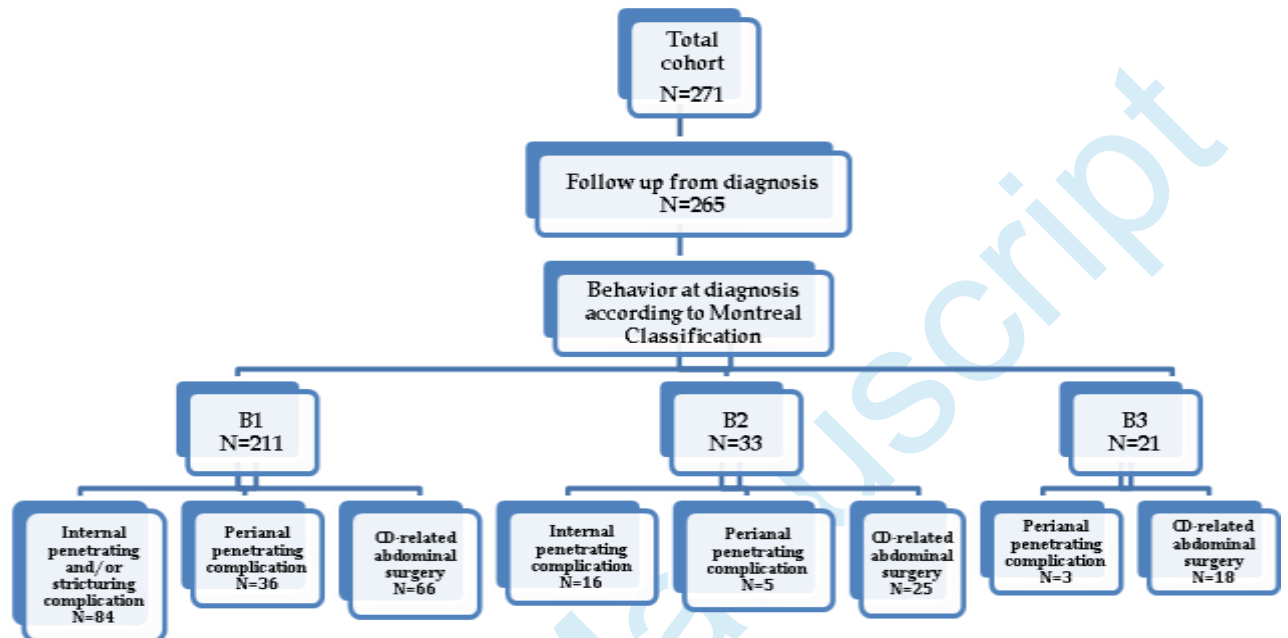 Total
cohort
N=271
Follow up from diagnosis
N=265
Behavior at diagnosis
according to Montreal
Classification
B1
N=211
B2
N=33
B3
N=21
Internal
penetrating
and/or
stricturing
complication
N=84
Perianal
penetrating
complication
N=36
CD-related
abdominal
surgery
N=66
Internal
penetrating
complication
N=16
Perianal
penetrating
complication
N=5
CD-related
abdominal
surgery
N=25
Perianal
penetrating
complication
N=3
CD-related
abdominal
surgery
N=18
Manuscript